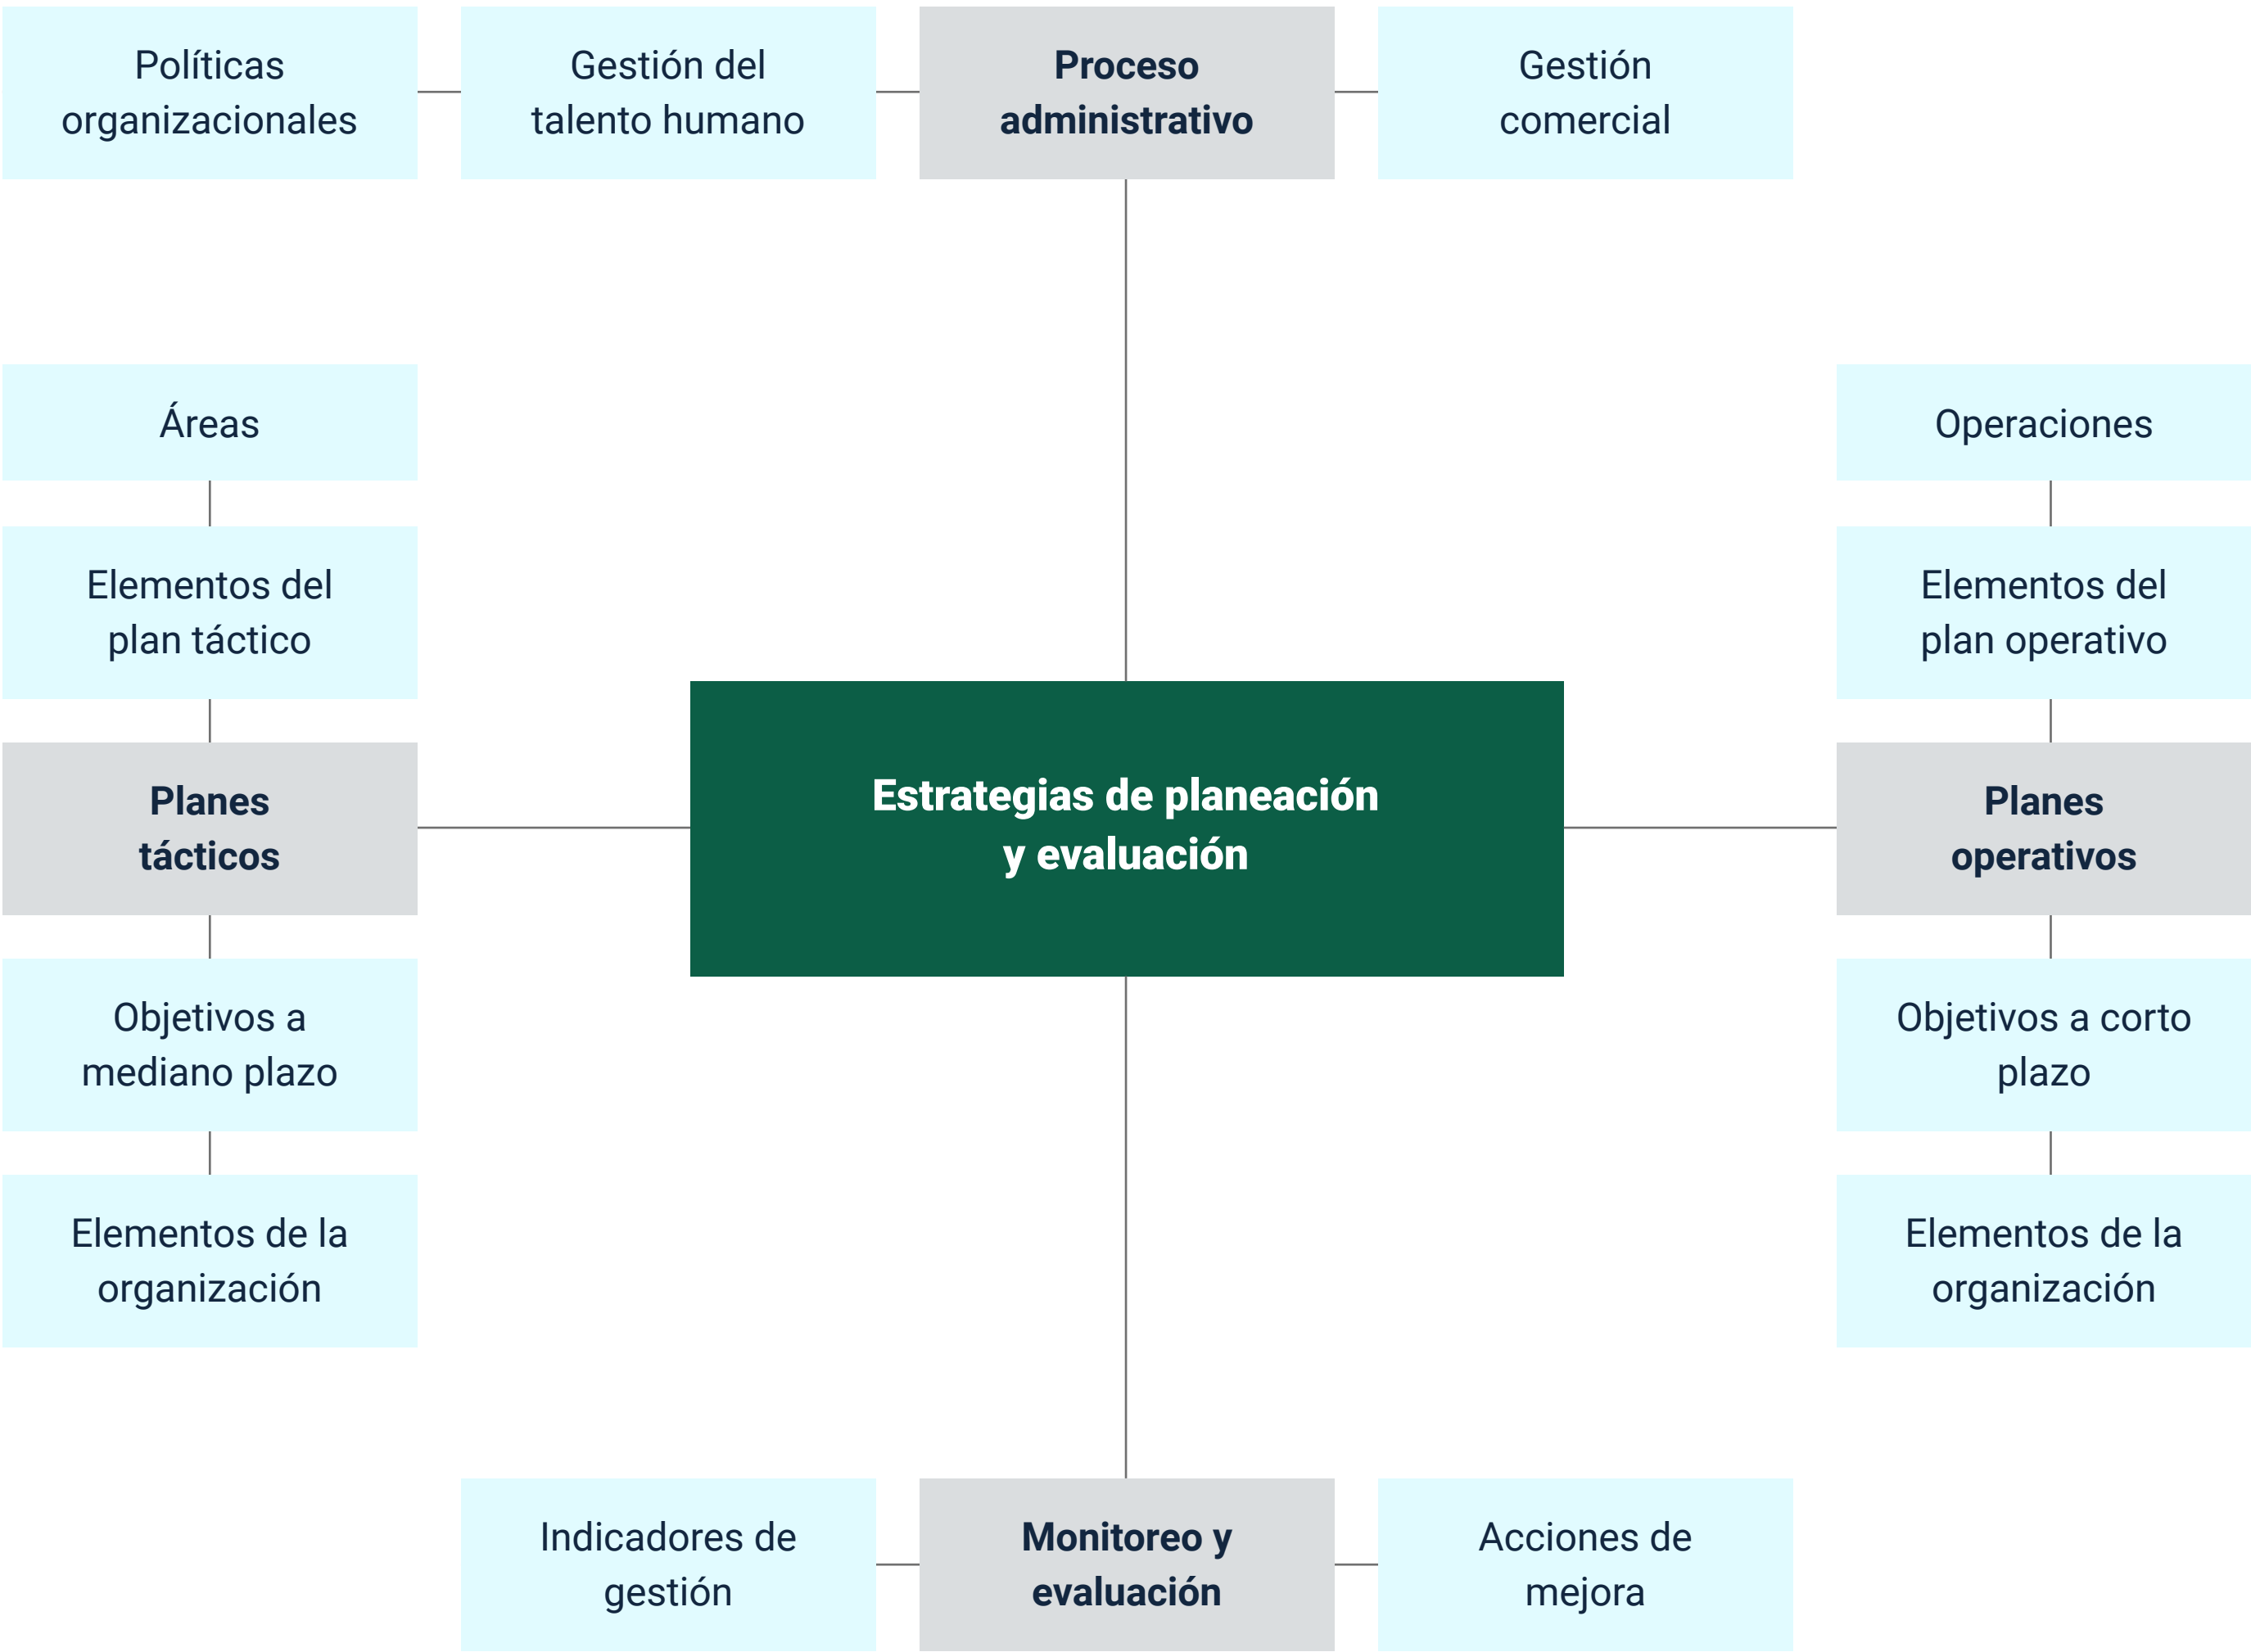 Políticas
organizacionales
Gestión del
talento humano
Proceso
administrativo
Gestión
comercial
Áreas
Elementos del
plan táctico
Planes
tácticos
Objetivos a
mediano plazo
Elementos de la
organización
Estrategias de planeación
y evaluación
Operaciones
Elementos del
plan operativo
Planes
operativos
Objetivos a corto
plazo
Elementos de la
organización
Indicadores de
gestión
Monitoreo y
evaluación
Acciones de
mejora